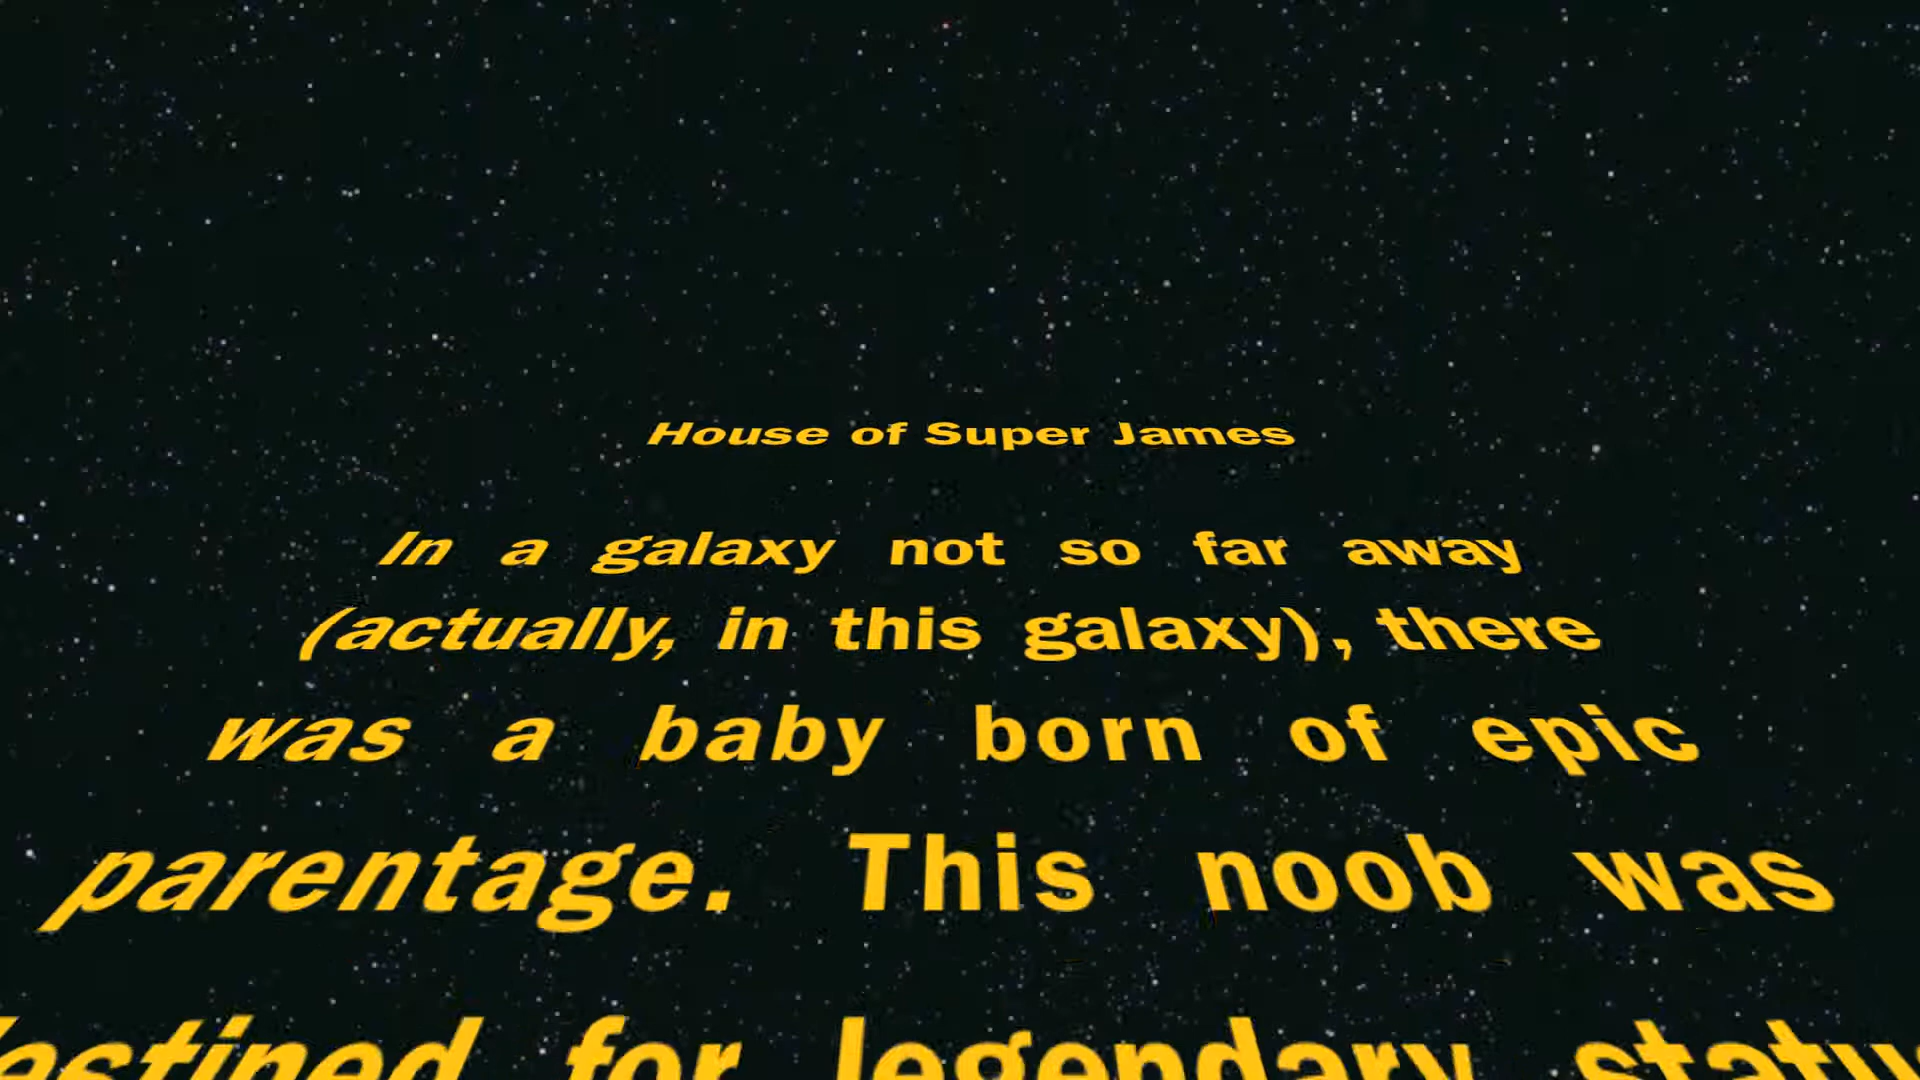 House of Super James
In a galaxy not so far away
(actually, in this galaxy), there
was a baby born of epic
parentage. This noob was
for legendary